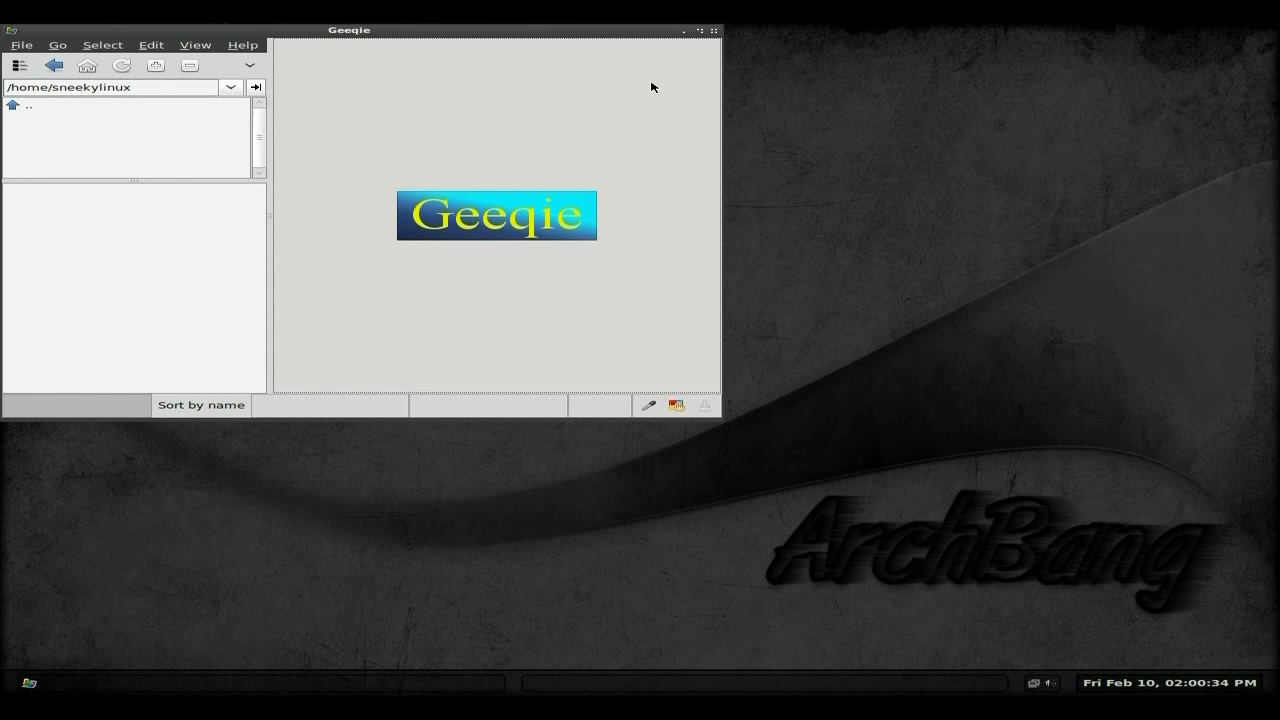 Geeqie
File Go Select Edit View Help
/home/sneekylinux
..
Geeqie
Sort by name
ArchBang
Fri Feb 10, 02:00:34 PM